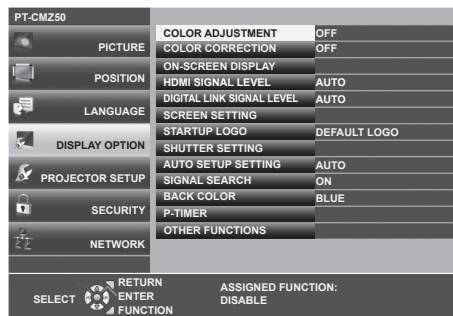 PT-CMZ50
PICTURE
POSITION
LANGUAGE
DISPLAY OPTION
PROJECTOR SETUP
SECURITY
NETWORK
COLOR ADJUSTMENT OFF
COLOR CORRECTION OFF
ON-SCREEN DISPLAY
HDMI SIGNAL LEVEL AUTO
DIGITAL LINK SIGNAL LEVEL AUTO
SCREEN SETTING
STARTUP LOGO DEFAULT LOGO
SHUTTER SETTING
AUTO SETUP SETTING AUTO
SIGNAL SEARCH ON
BACK COLOR BLUE
P-TIMER
OTHER FUNCTIONS
SELECT
RETURN
ENTER
FUNCTION
ASSIGNED FUNCTION:
DISABLE